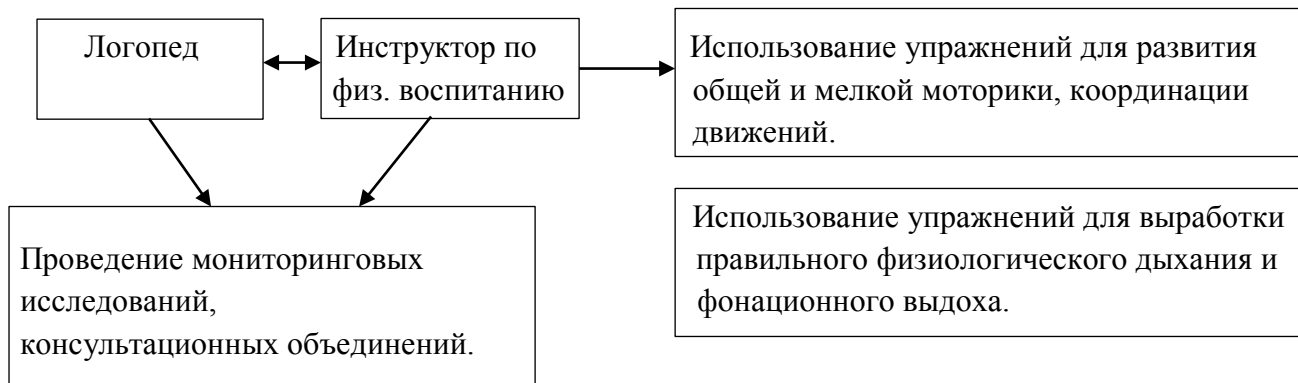 Логопед
Инструктор по
физ. воспитанию
Использование упражнений для развития
общей и мелкой моторики, координации
движений.
Использование упражнений для выработки
правильного физиологического дыхания и
фонационного выдоха.
Проведение мониторинговых
исследований,
консультационных объединений.